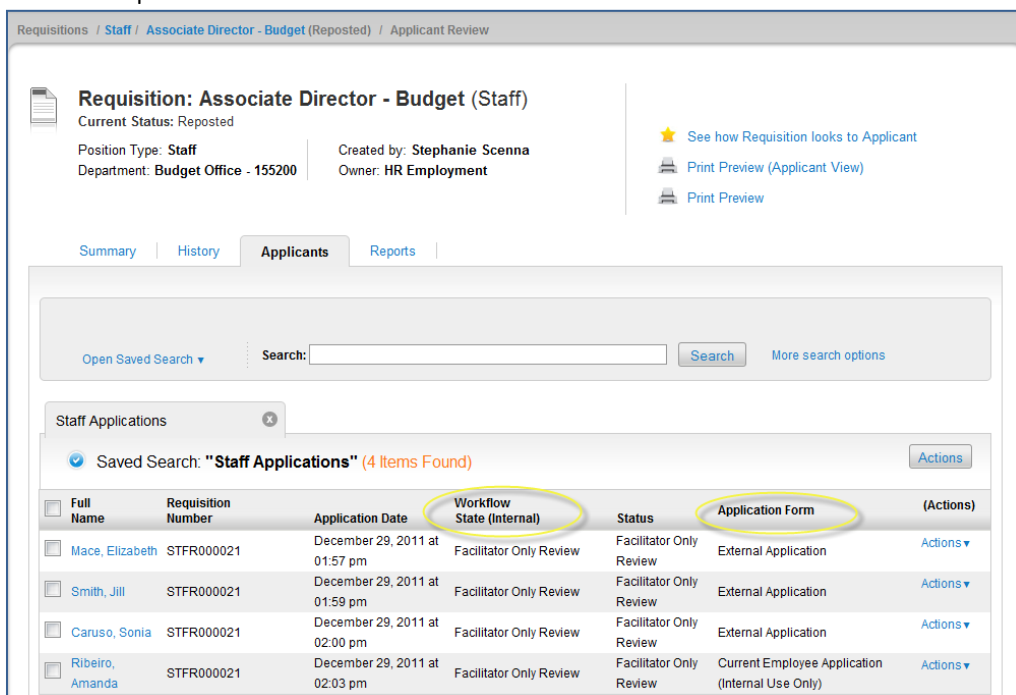 Requisitions / Staff / Associate Director - Budget (Reposted) / Applicant Review
Requisition: Associate Director - Budget (Staff)
Current Status: Reposted
Position Type: Staff
Department: Budget Office - 155200
Created by: Stephanie Scenna
Owner: HR Employment
See how Requisition looks to Applicant
Print Preview (Applicant View)
Print Preview
Summary History Applicants Reports
Open Saved Search Search: Search More search options
Staff Applications
Saved Search: "Staff Applications" (4 Items Found) Actions
Full Name Requisition Number Application Date Workflow State (Internal) Status Application Form (Actions)
Mace, Elizabeth STFR000021 December 29, 2011 at 01:57 pm Facilitator Only Review Facilitator Only Review External Application Actions
Smith, Jill STFR000021 December 29, 2011 at 01:59 pm Facilitator Only Review Facilitator Only Review External Application Actions
Caruso, Sonia STFR000021 December 29, 2011 at 02:00 pm Facilitator Only Review Facilitator Only Review External Application Actions
Ribeiro, Amanda STFR000021 December 29, 2011 at 02:03 pm Facilitator Only Review Facilitator Only Review Current Employee Application (Internal Use Only) Actions